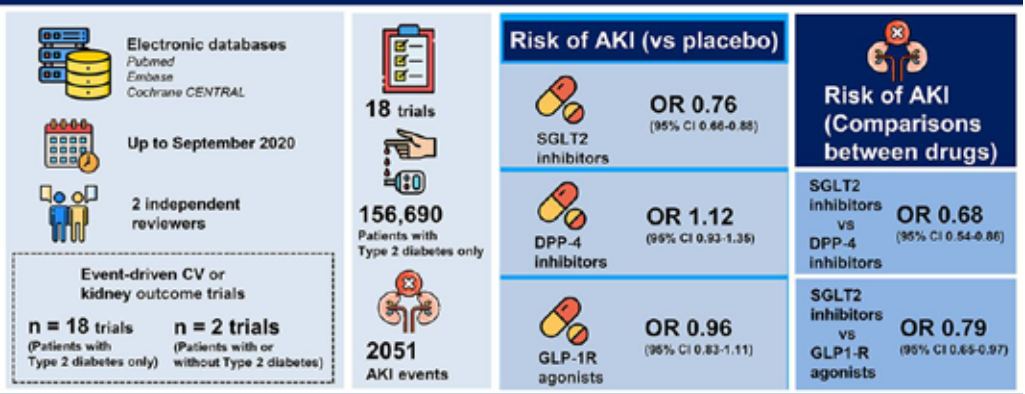 Electronic databases
Pubmed
Embase
Cochrane CENTRAL
Up to September 2020
2 independent
reviewers
Event-driven CV or
kidney outcome trials
n = 18 trials
(Patients with
Type 2 diabetes only)
n = 2 trials
(Patients with or
without Type 2 diabetes)
18 trials
156,690
Patients with
Type 2 diabetes only
2051
AKI events
Risk of AKI (vs placebo)
SGLT2
inhibitors
OR 0.76
(95% CI 0.66-0.88)
DPP-4
inhibitors
OR 1.12
(95% CI 0.93-1.35)
GLP-1R
agonists
OR 0.96
(95% CI 0.83-1.11)
Risk of AKI
(Comparisons
between drugs)
SGLT2
inhibitors
vs
DPP-4
inhibitors
OR 0.68
(95% CI 0.54-0.86)
SGLT2
inhibitors
vs
GLP1-R
agonists
OR 0.79
(95% CI 0.65-0.97)